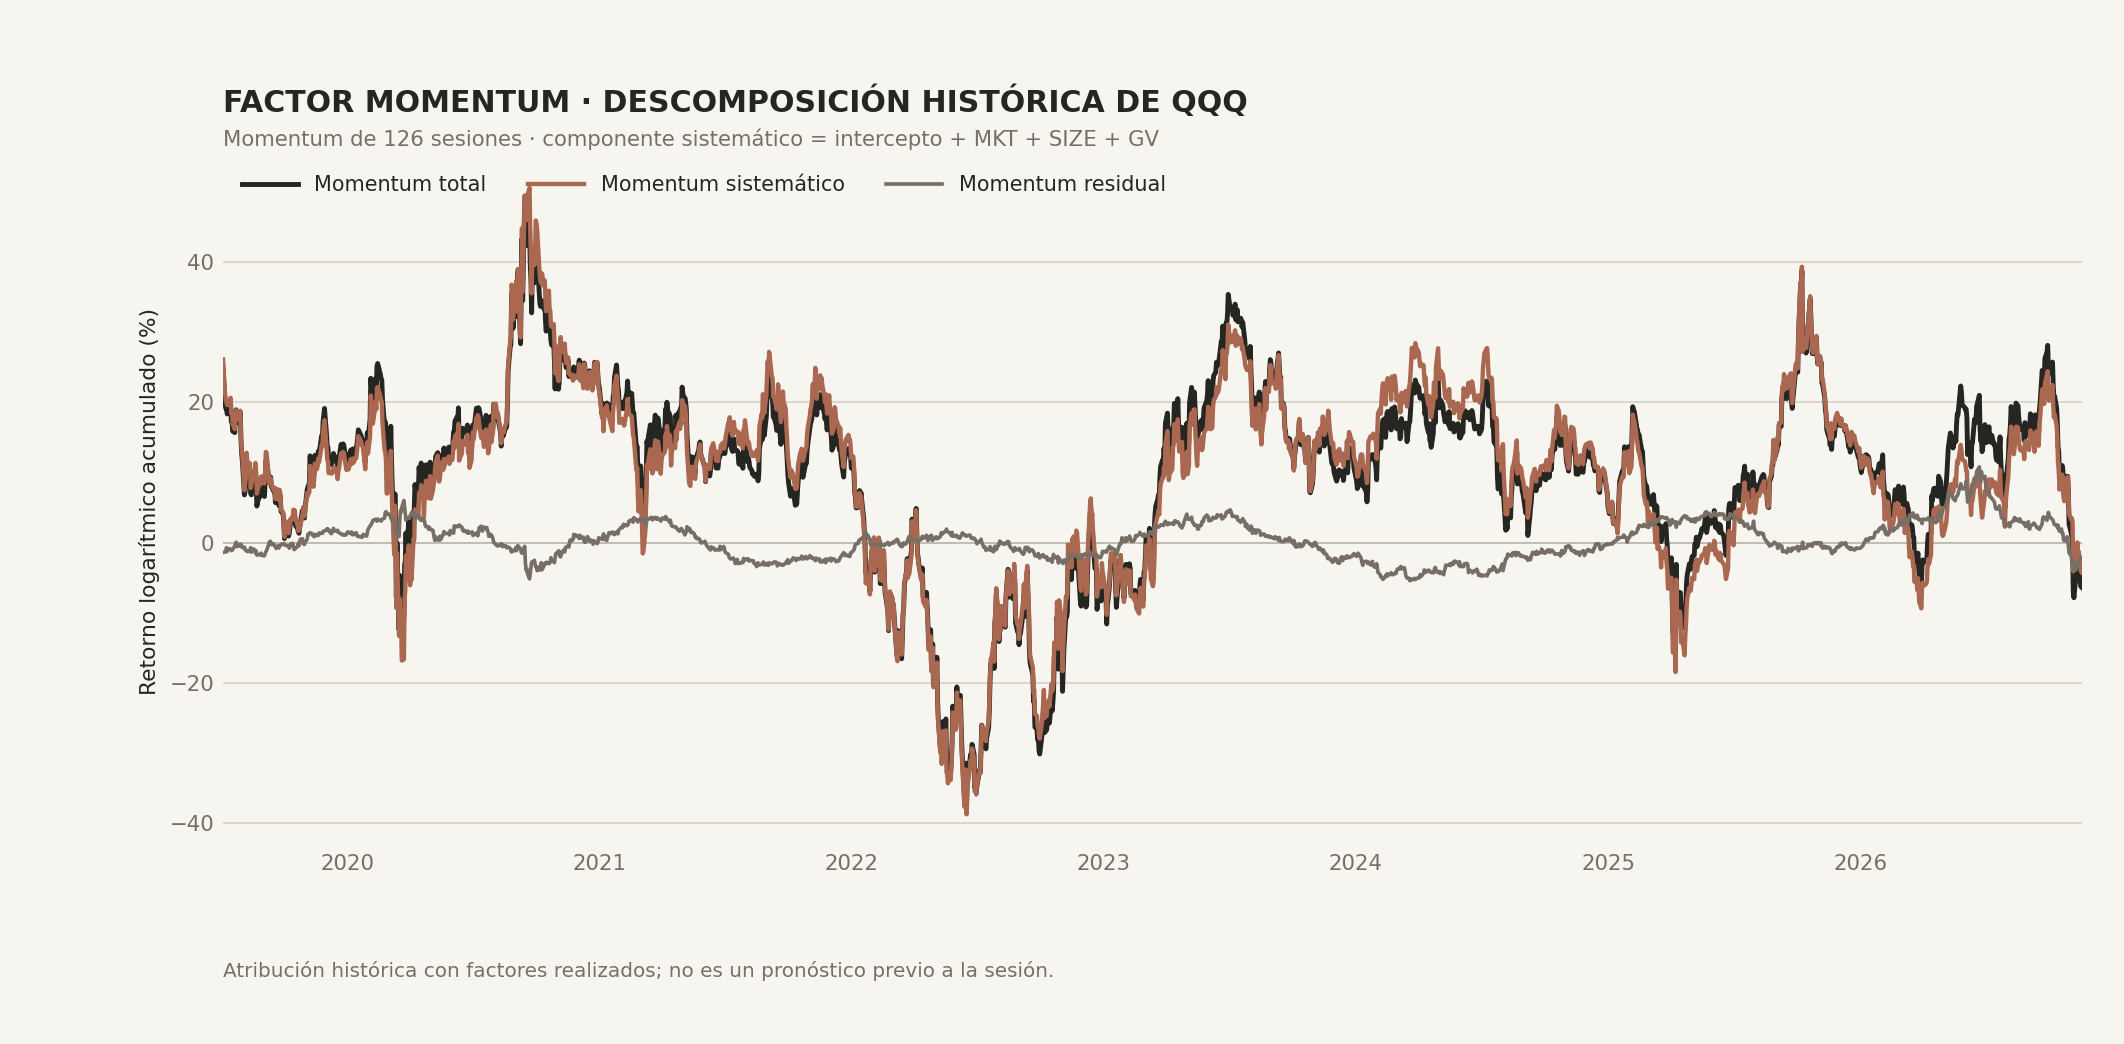 FACTOR MOMENTUM · DESCOMPOSICIÓN HISTÓRICA DE QQQ
Momentum de 126 sesiones · componente sistemático = intercepto + MKT + SIZE + GV
Momentum total
Momentum sistemático
Momentum residual
Retorno logarítmico acumulado (%)
40
20
0
−20
−40
2020
2021
2022
2023
2024
2025
2026
Atribución histórica con factores realizados; no es un pronóstico previo a la sesión.